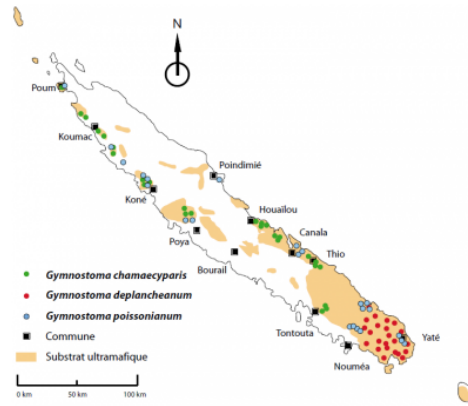 N
Poum
Koumac
Poindimié
Koné
Houaïlou
Canala
Poya
Thio
Bourail
Gymnostoma chamaecyparis
Gymnostoma deplancheanum
Gymnostoma poissonianum
Commune
Substrat ultramafique
Tontouta
Yaté
Nouméa
0 km 50 km 100 km